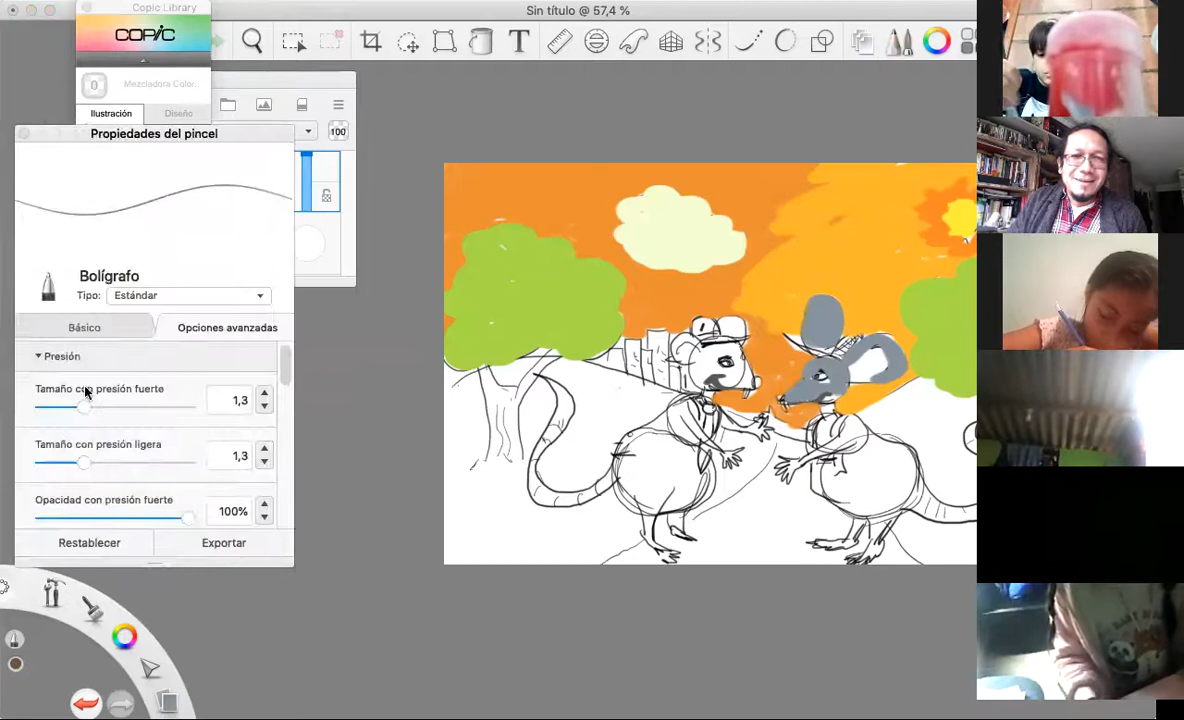 Sin título @ 57,4 %
Copic Library
COPIC
0
Mezcladora Color...
Ilustración
Diseño
T
100
Propiedades del pincel
Bolígrafo
Tipo:
Estándar
Básico
Opciones avanzadas
Presión
Tamaño con presión fuerte
1,3
Tamaño con presión ligera
1,3
Opacidad con presión fuerte
100%
Restablecer
Exportar